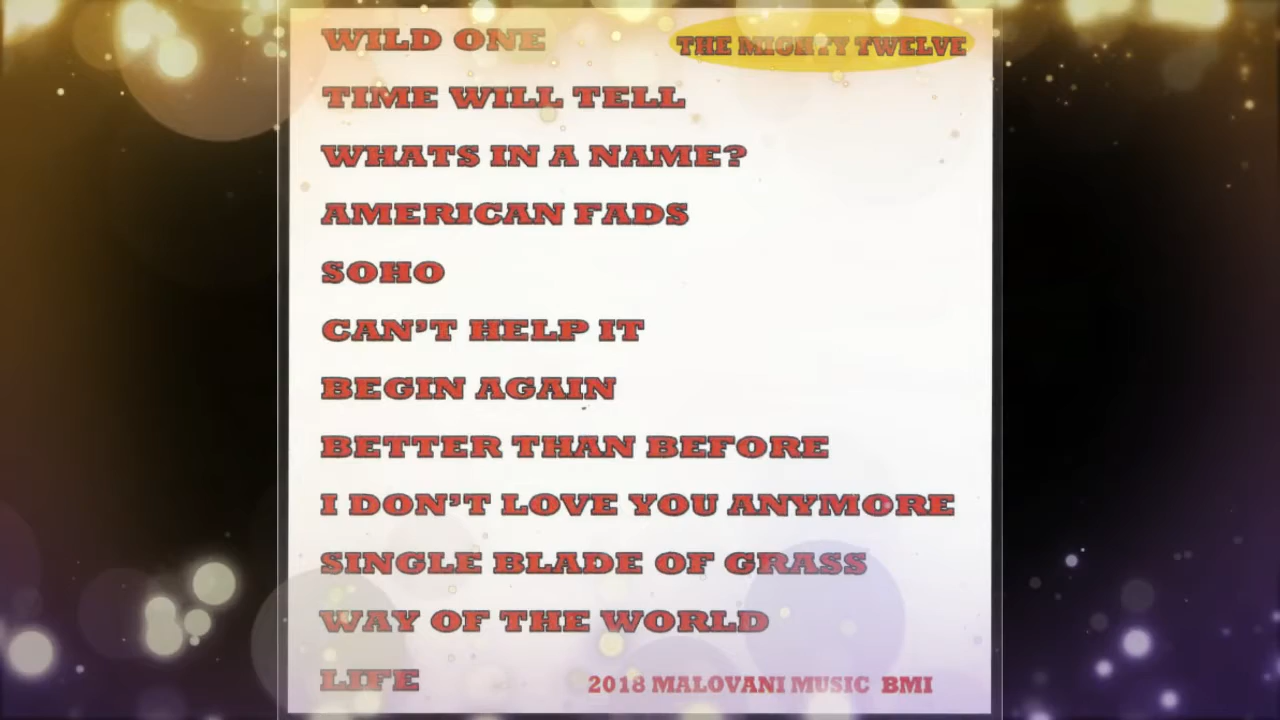 WILD ONE
THE MIGHTY TWELVE
TIME WILL TELL
WHATS IN A NAME?
AMERICAN FADS
SOHO
CAN'T HELP IT
BEGIN AGAIN
BETTER THAN BEFORE
I DON'T LOVE YOU ANYMORE
SINGLE BLADE OF GRASS
WAY OF THE WORLD
LIFE
2018 MALOVANI MUSIC BMI